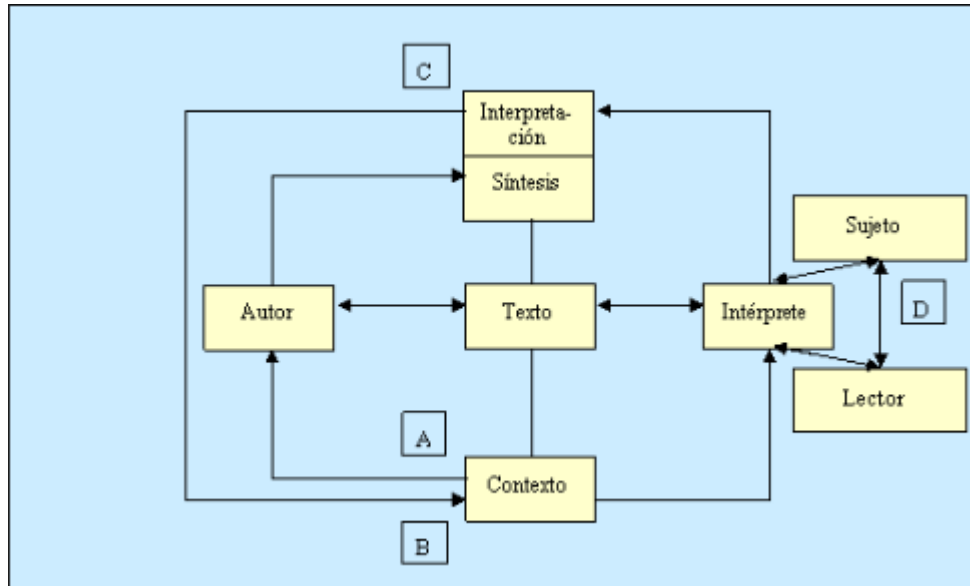 C
Interpreta-
ción
Síntesis
Sujeto
Autor
Texto
Intérprete
D
Lector
A
Contexto
B